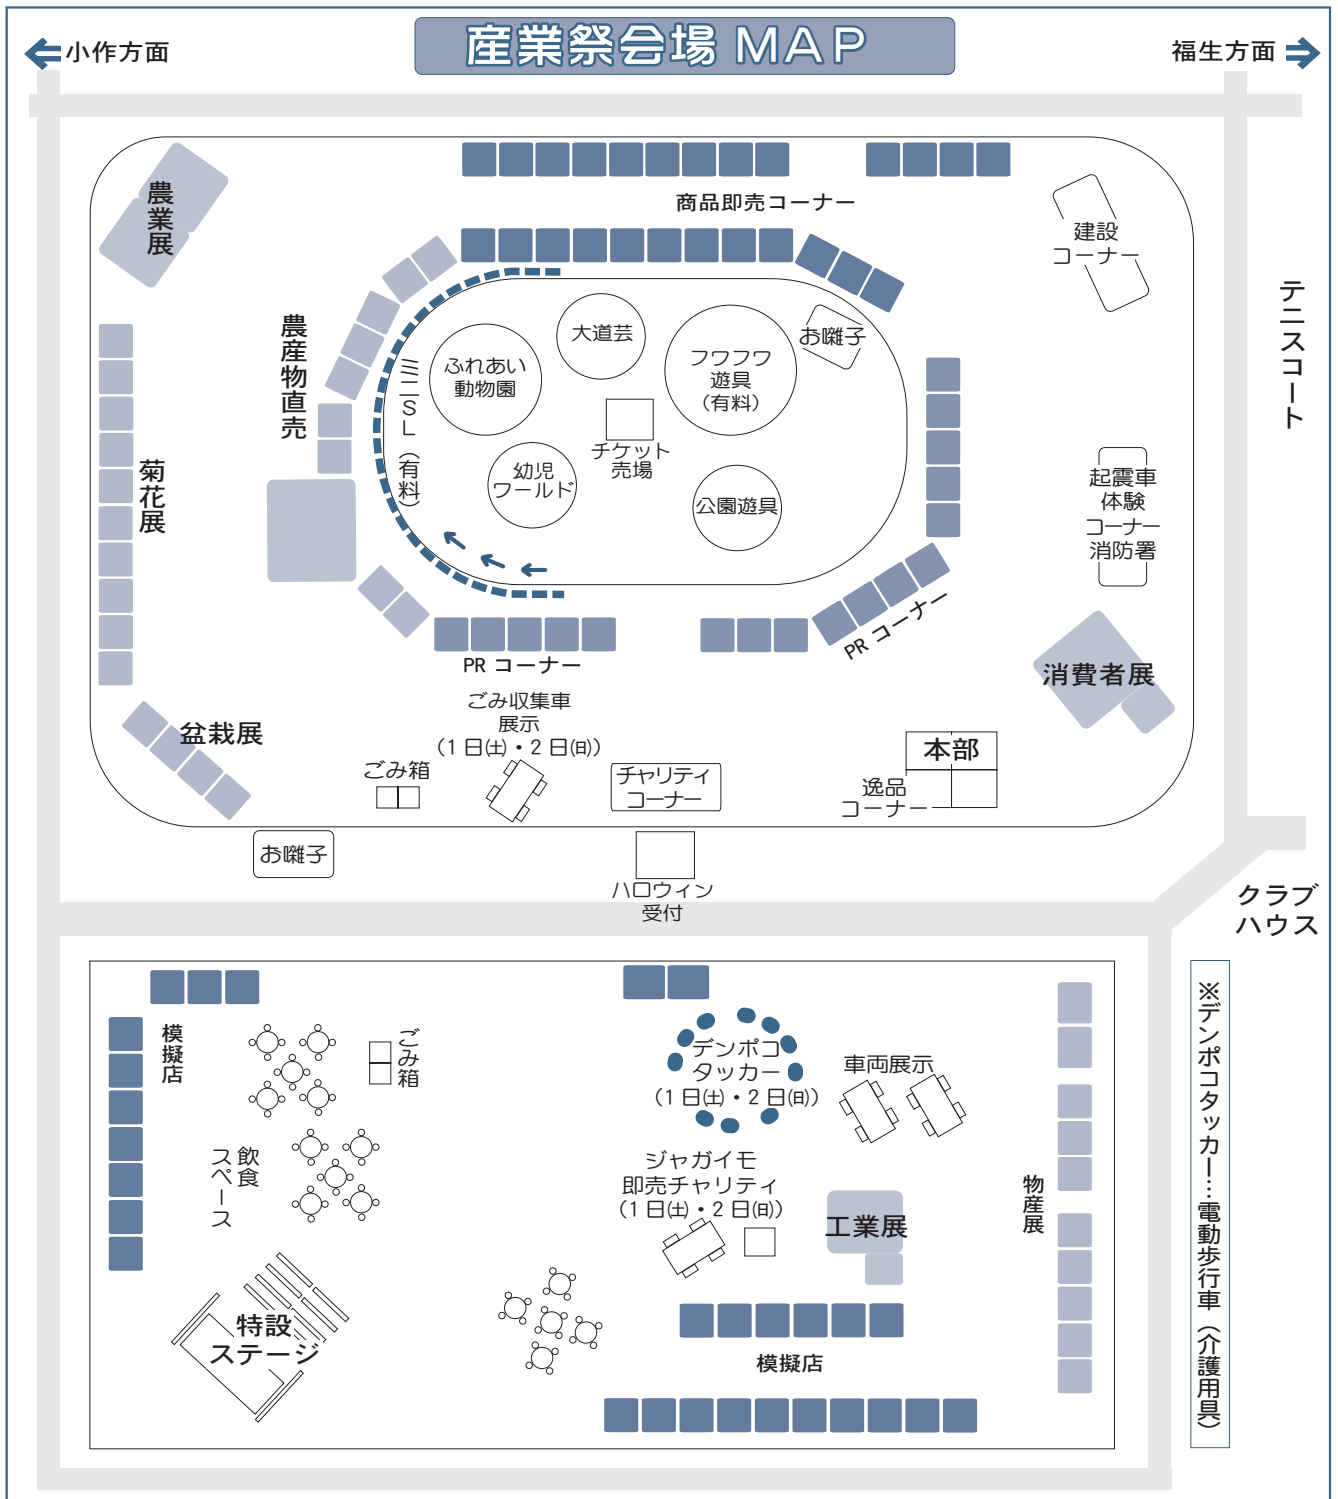 産業祭会場 MAP
小作方面
福生方面
農業展
商品即売コーナー
建設
コーナー
テニスコート
農産物直売
ミニSL（有料）
ふれあい
動物園
大道芸
フワフワ
遊具
（有料）
お囃子
チケット
売場
幼児
ワールド
公園遊具
菊花展
起震車
体験
コーナー
消防署
PR コーナー
PR コーナー
消費者展
盆栽展
ごみ収集車
展示
（1日㈯・2日㈰）
ごみ箱
チャリティ
コーナー
本部
逸品
コーナー
お囃子
ハロウィン
受付
クラブ
ハウス
模擬店
ごみ箱
デンポコ
タッカー
（1日㈯・2日㈰）
車両展示
飲食
スペース
ジャガイモ
即売チャリティ
（1日㈯・2日㈰）
工業展
物産展
特設
ステージ
模擬店
※デンポコタッカー…電動歩行車（介護用具）